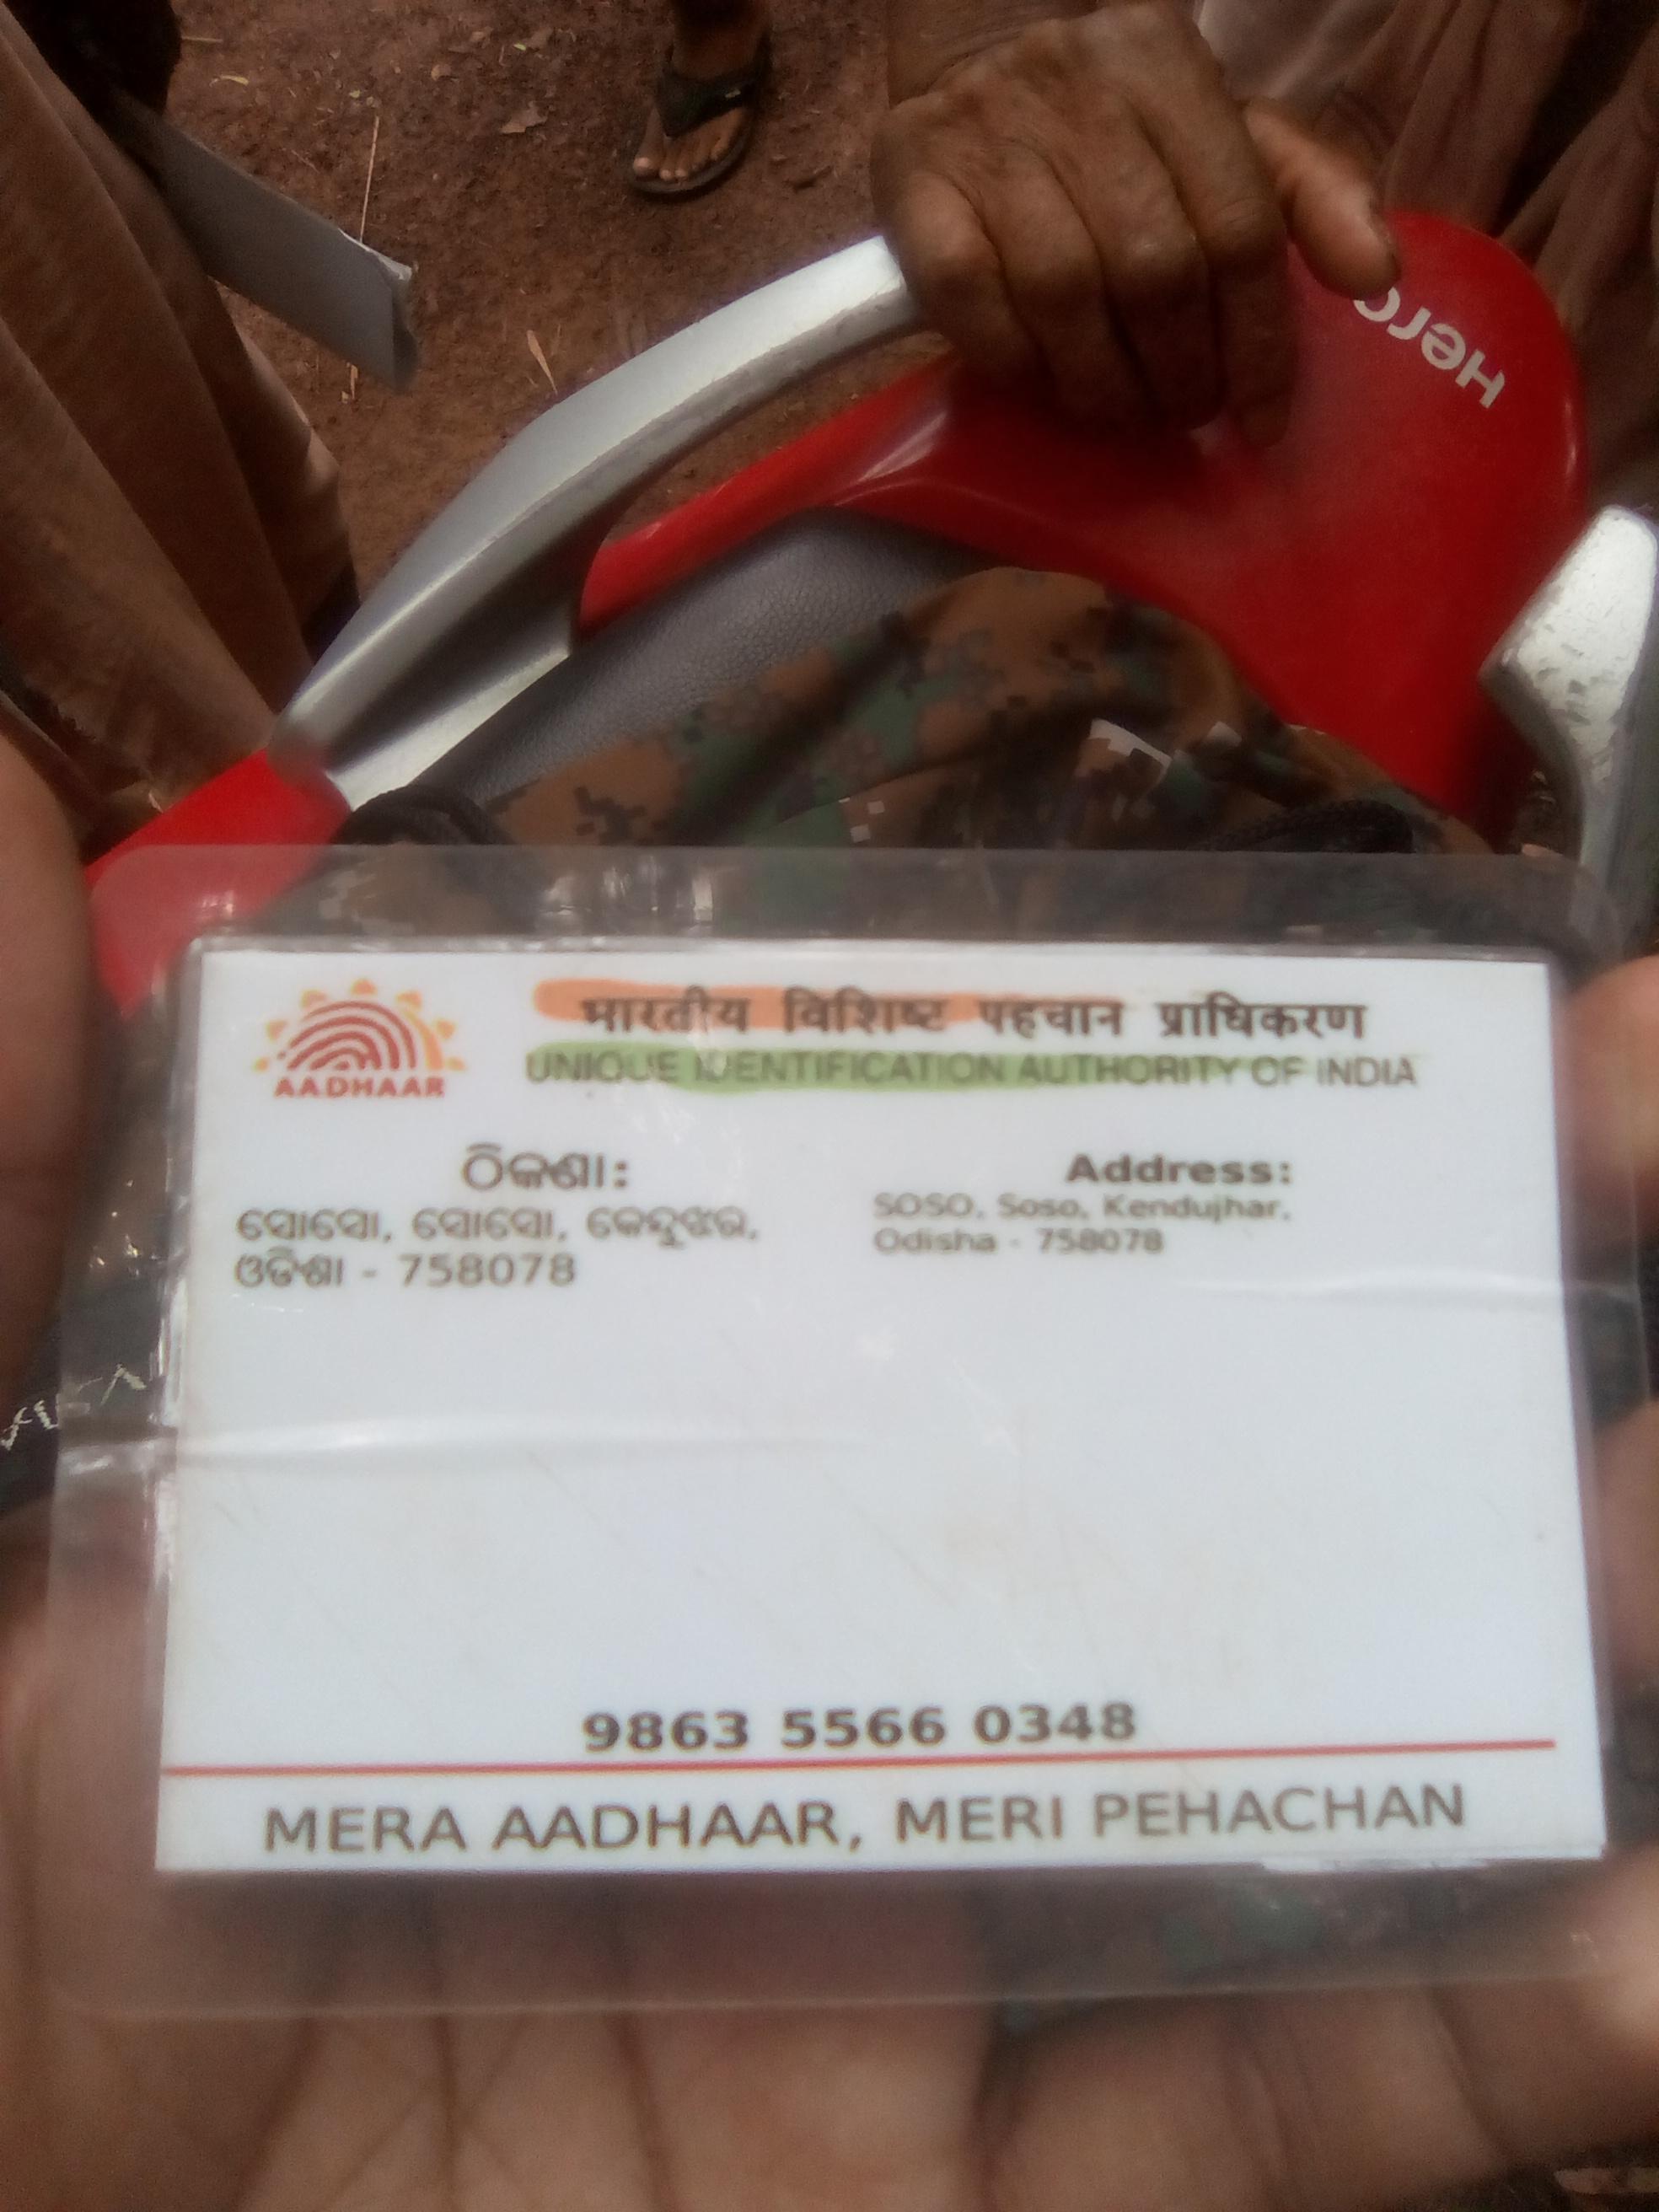 Hero
AADHAAR
भारतीय विशिष्ट पहचान प्राधिकरण
UNIQUE IDENTIFICATION AUTHORITY OF INDIA
ଠିକଣା:
ସୋସୋ, ସୋସୋ, କେନ୍ଦୁଝର,
ଓଡିଶା - 758078
Address:
SOSO, Soso, Kendujhar,
Odisha - 758078
9863 5566 0348
MERA AADHAAR, MERI PEHACHAN